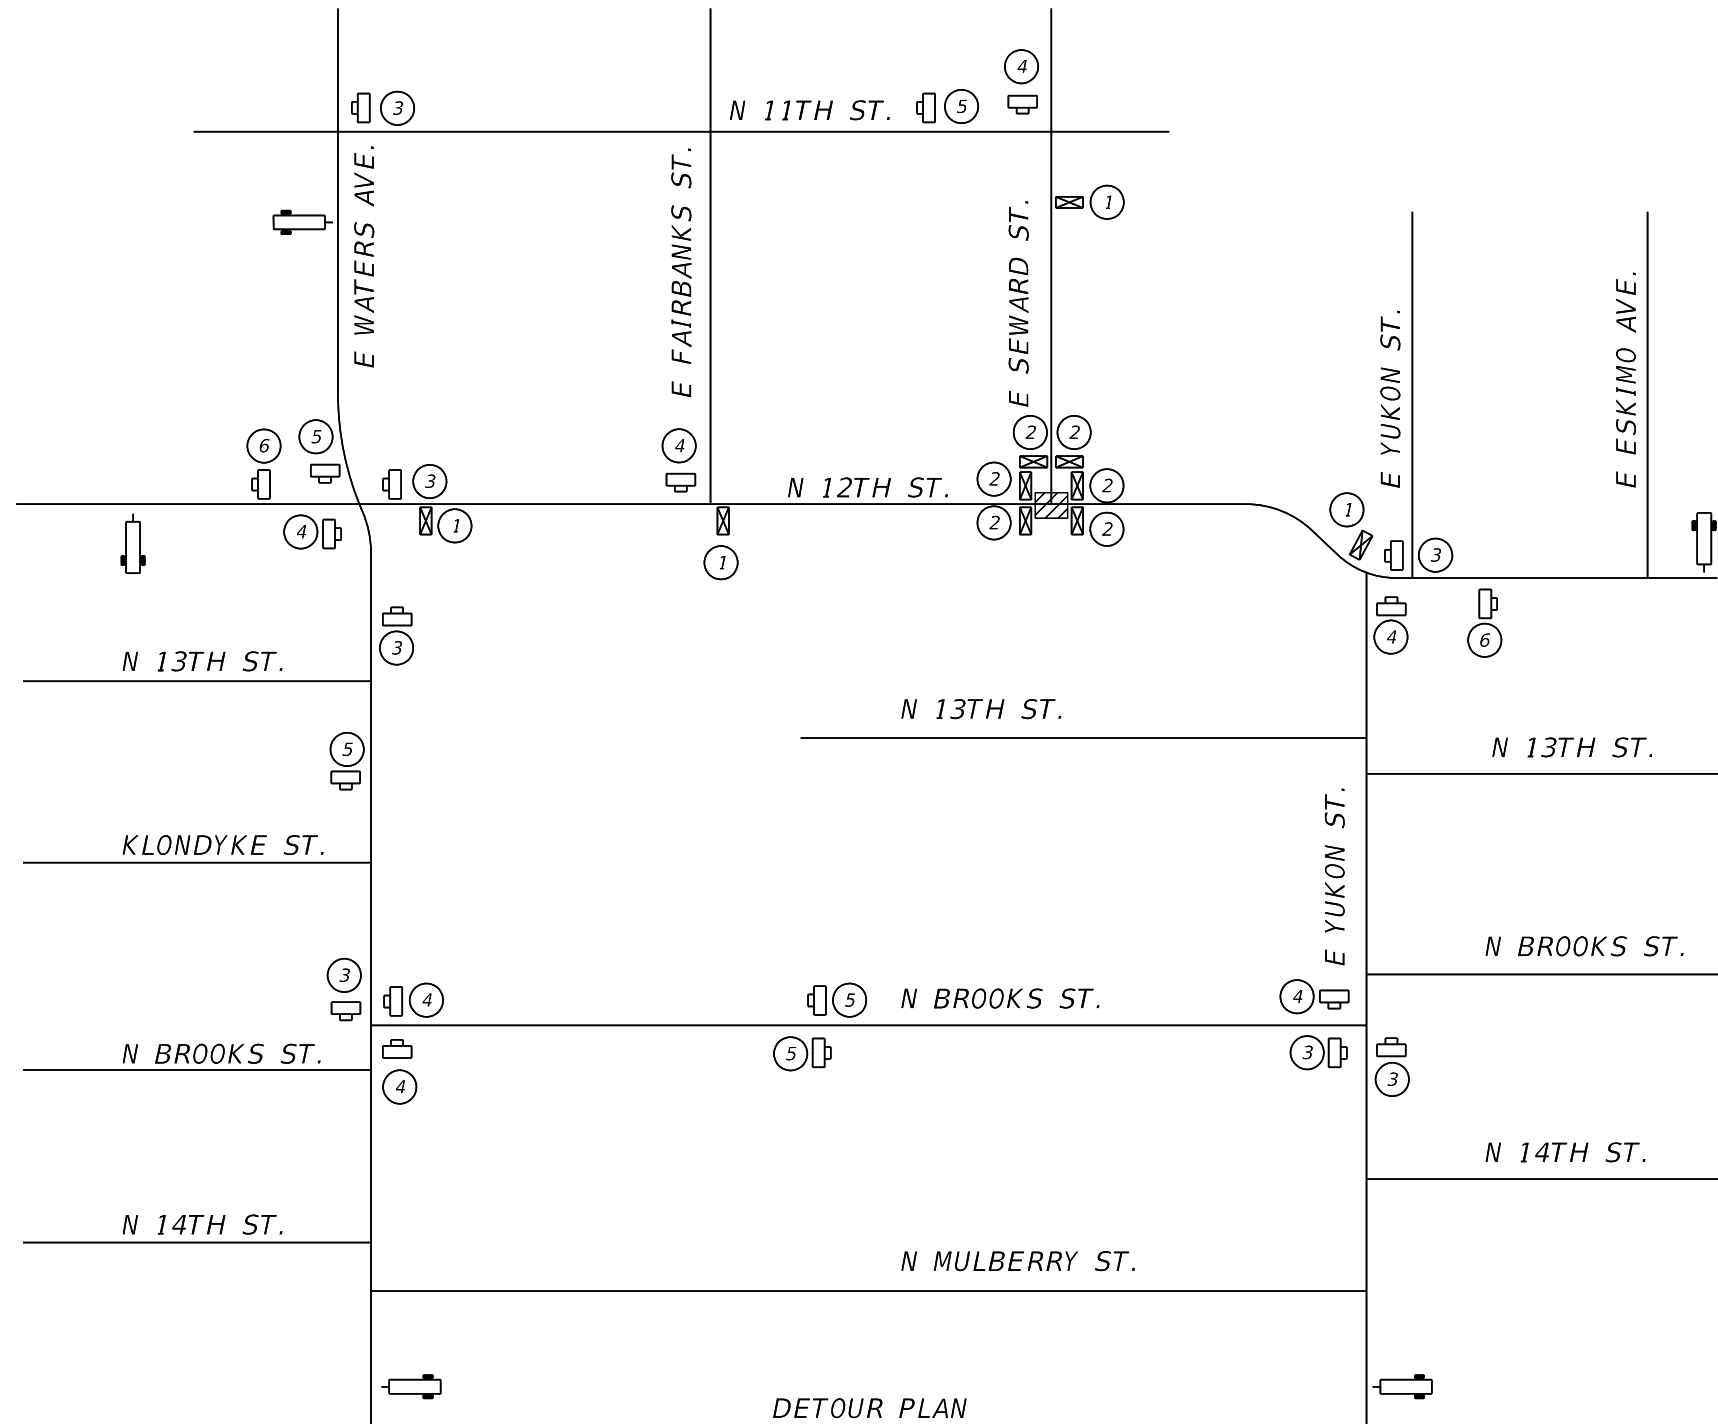 4
3
N 11TH ST.
5
E WATERS AVE.
E FAIRBANKS ST.
E SEWARD ST.
1
E YUKON ST.
E ESKIMO AVE.
6
5
3
4
N 12TH ST.
2
2
2
2
2
2
1
3
4
1
1
3
4
6
N 13TH ST.
N 13TH ST.
N 13TH ST.
5
KLONDYKE ST.
E YUKON ST.
N BROOKS ST.
3
4
5
N BROOKS ST.
4
N BROOKS ST.
4
5
3
3
N 14TH ST.
N 14TH ST.
N MULBERRY ST.
DETOUR PLAN